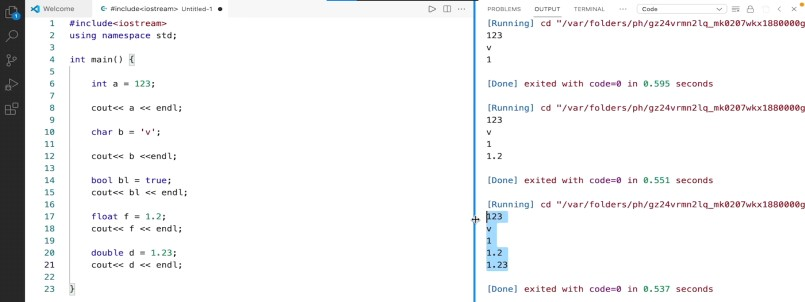 Welcome
#include<iostream> Untitled-1
1 #include<iostream>
2 using namespace std;
3
4 int main() {
5
6 int a = 123;
7
8 cout<< a << endl;
9
10 char b = 'v';
11
12 cout<< b <<endl;
13
14 bool bl = true;
15 cout<< bl << endl;
16
17 float f = 1.2;
18 cout<< f << endl;
19
20 double d = 1.23;
21 cout<< d << endl;
22
23 }
PROBLEMS OUTPUT TERMINAL ... Code
[Running] cd "/var/folders/ph/gz24vrmn2lq_mk0207wkx1880000g
123
v
1
[Done] exited with code=0 in 0.595 seconds
[Running] cd "/var/folders/ph/gz24vrmn2lq_mk0207wkx1880000g
123
v
1
1.2
[Done] exited with code=0 in 0.551 seconds
[Running] cd "/var/folders/ph/gz24vrmn2lq_mk0207wkx1880000g
123
v
1
1.2
1.23
[Done] exited with code=0 in 0.537 seconds